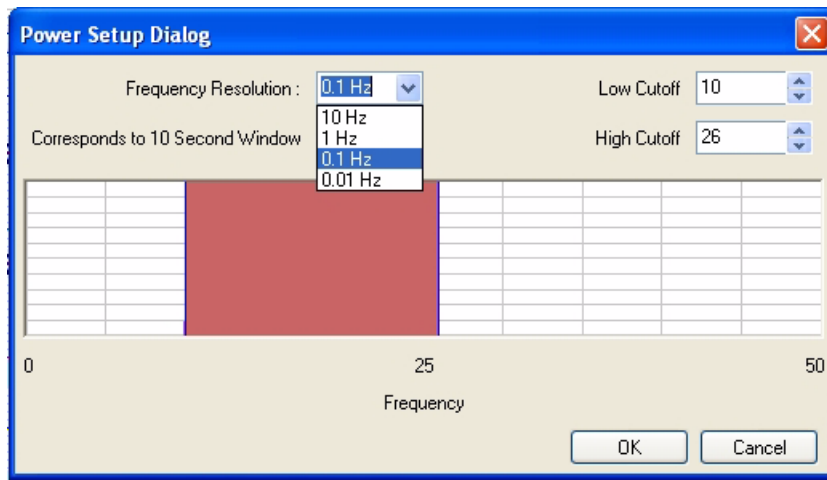 Power Setup Dialog
Frequency Resolution : 0.1 Hz
Low Cutoff 10
10 Hz
Corresponds to 10 Second Window
1 Hz
High Cutoff 26
0.1 Hz
0.01 Hz
0 25 50
Frequency
OK Cancel